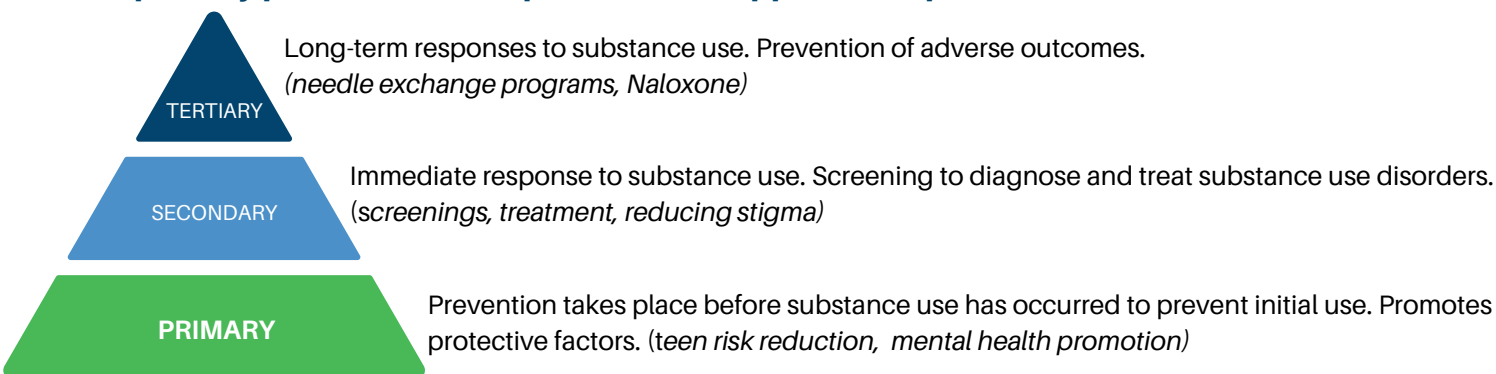 Long-term responses to substance use. Prevention of adverse outcomes.
(needle exchange programs, Naloxone)
TERTIARY
Immediate response to substance use. Screening to diagnose and treat substance use disorders.
SECONDARY
(screenings, treatment, reducing stigma)
Prevention takes place before substance use has occurred to prevent initial use. Promotes
PRIMARY
protective factors. (teen risk reduction, mental health promotion)